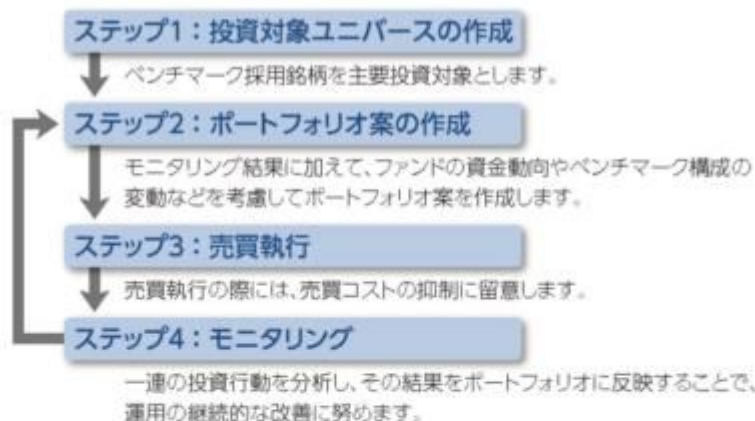 ステップ1：投資対象ユニバースの作成
ベンチマーク採用銘柄を主要投資対象とします。
ステップ2：ポートフォリオ案の作成
モニタリング結果に加えて、ファンドの資金動向やベンチマーク構成の
変動などを考慮してポートフォリオ案を作成します。
ステップ3：売買執行
売買執行の際には、売買コストの抑制に留意します。
ステップ4：モニタリング
一連の投資行動を分析し、その結果をポートフォリオに反映することで、
運用の継続的な改善に努めます。